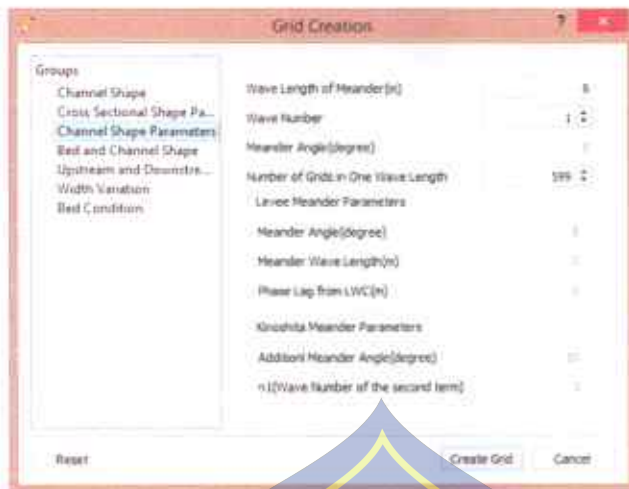 Grid Creation
?
Groups
Channel Shape
Cross Sectional Shape Pa...
Channel Shape Parameters
Bed and Channel Shape
Upstream and Downstre...
Width Variation
Bed Condition
Wave Length of Meander(m) 8
Wave Number 1
Meander Angle(degree)
Number of Grids in One Wave Length 599
Levee Meander Parameters
Meander Angle(degree)
Meander Wave Length(m)
Phase Lag from LWC(m)
Kinoshita Meander Parameters
Additionl Meander Angle(degree)
n1(Wave Number of the second term)
Reset
Create Grid
Cancel